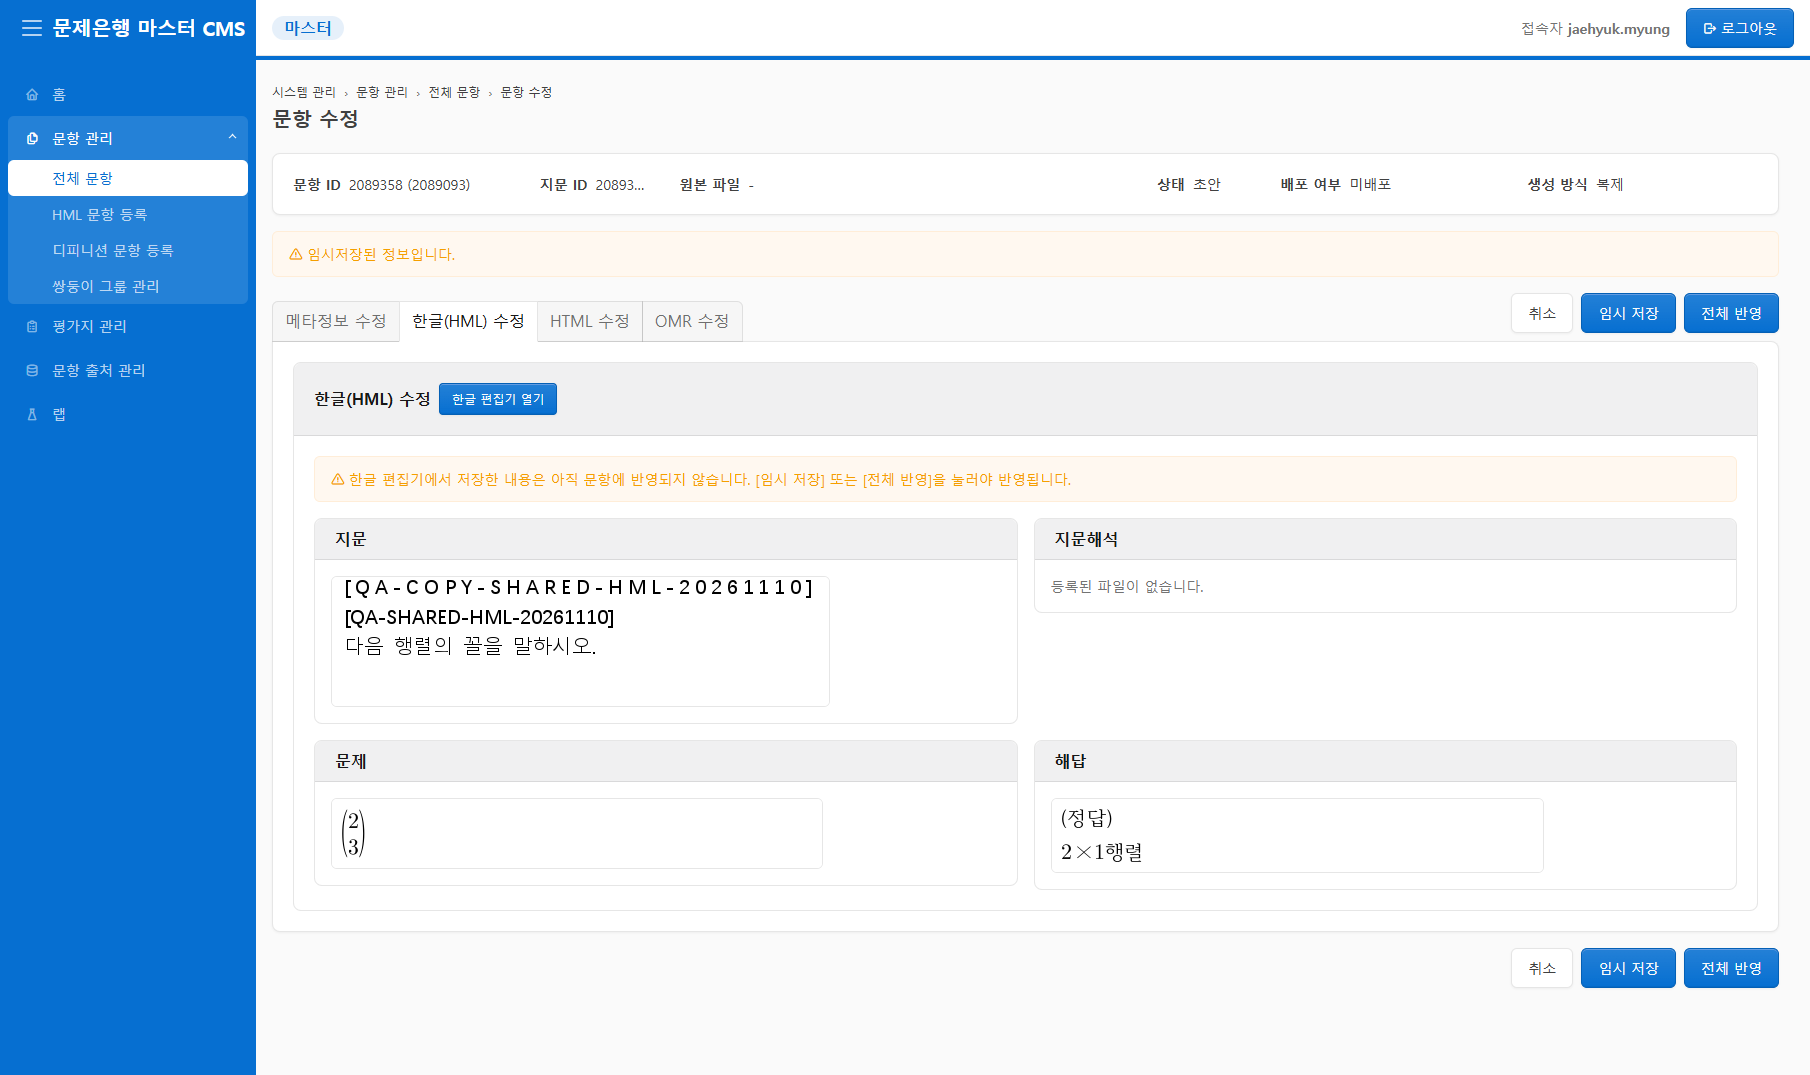 문제은행 마스터 CMS
마스터
접속자 jaehyuk.myung
로그아웃
홈
문항 관리
전체 문항
HML 문항 등록
디피니션 문항 등록
쌍둥이 그룹 관리
평가지 관리
문항 출처 관리
랩
시스템 관리 › 문항 관리 › 전체 문항 › 문항 수정
문항 수정
문항 ID 2089358 (2089093) 지문 ID 20893... 원본 파일 - 상태 초안 배포 여부 미배포 생성 방식 복제
임시저장된 정보입니다.
메타정보 수정 한글(HML) 수정 HTML 수정 OMR 수정
취소 임시 저장 전체 반영
한글(HML) 수정 한글 편집기 열기
한글 편집기에서 저장한 내용은 아직 문항에 반영되지 않습니다. [임시 저장] 또는 [전체 반영]을 눌러야 반영됩니다.
지문
[QA-COPY-SHARED-HML-20261110]
[QA-SHARED-HML-20261110]
다음 행렬의 꼴을 말하시오.
지문해석
등록된 파일이 없습니다.
문제
(2
3)
해답
(정답)
2×1행렬
취소 임시 저장 전체 반영